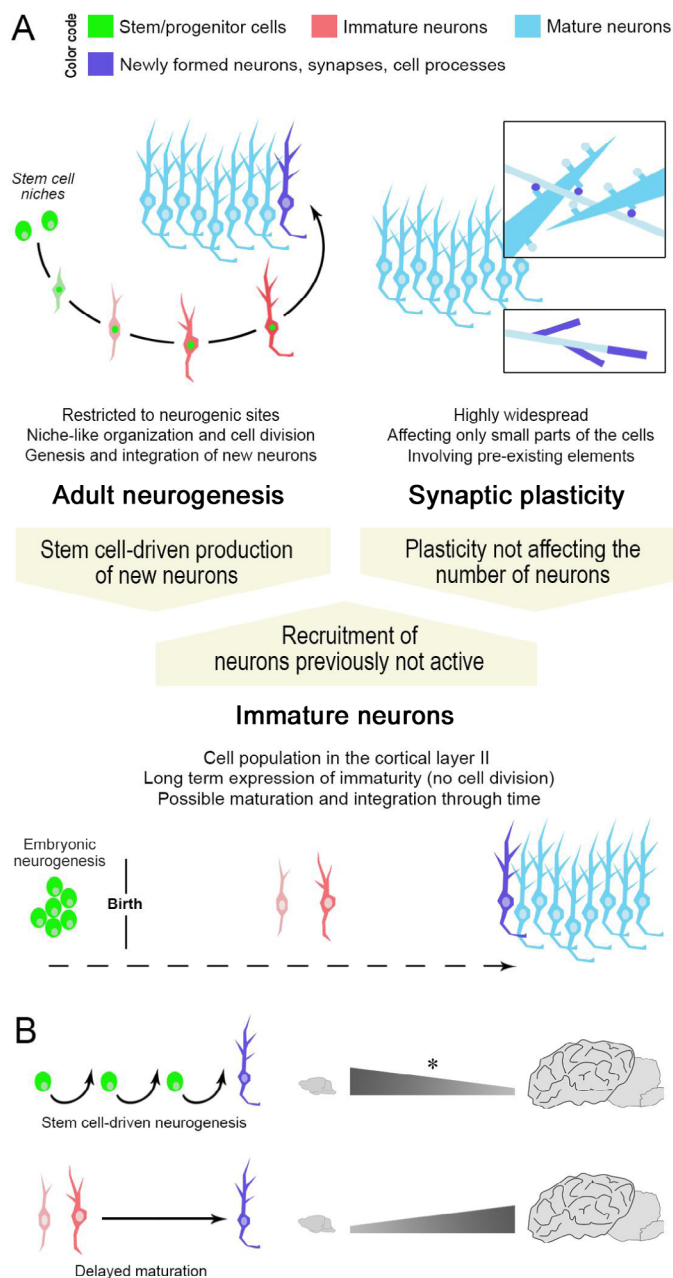 A
Color code
Stem/progenitor cells
Immature neurons
Mature neurons
Newly formed neurons, synapses, cell processes
Stem cell
niches
Restricted to neurogenic sites
Niche-like organization and cell division
Genesis and integration of new neurons
Adult neurogenesis
Stem cell-driven production
of new neurons
Highly widespread
Affecting only small parts of the cells
Involving pre-existing elements
Synaptic plasticity
Plasticity not affecting the
number of neurons
Recruitment of
neurons previously not active
Immature neurons
Cell population in the cortical layer II
Long term expression of immaturity (no cell division)
Possible maturation and integration through time
Embryonic
neurogenesis
Birth
B
Stem cell-driven neurogenesis
*
Delayed maturation